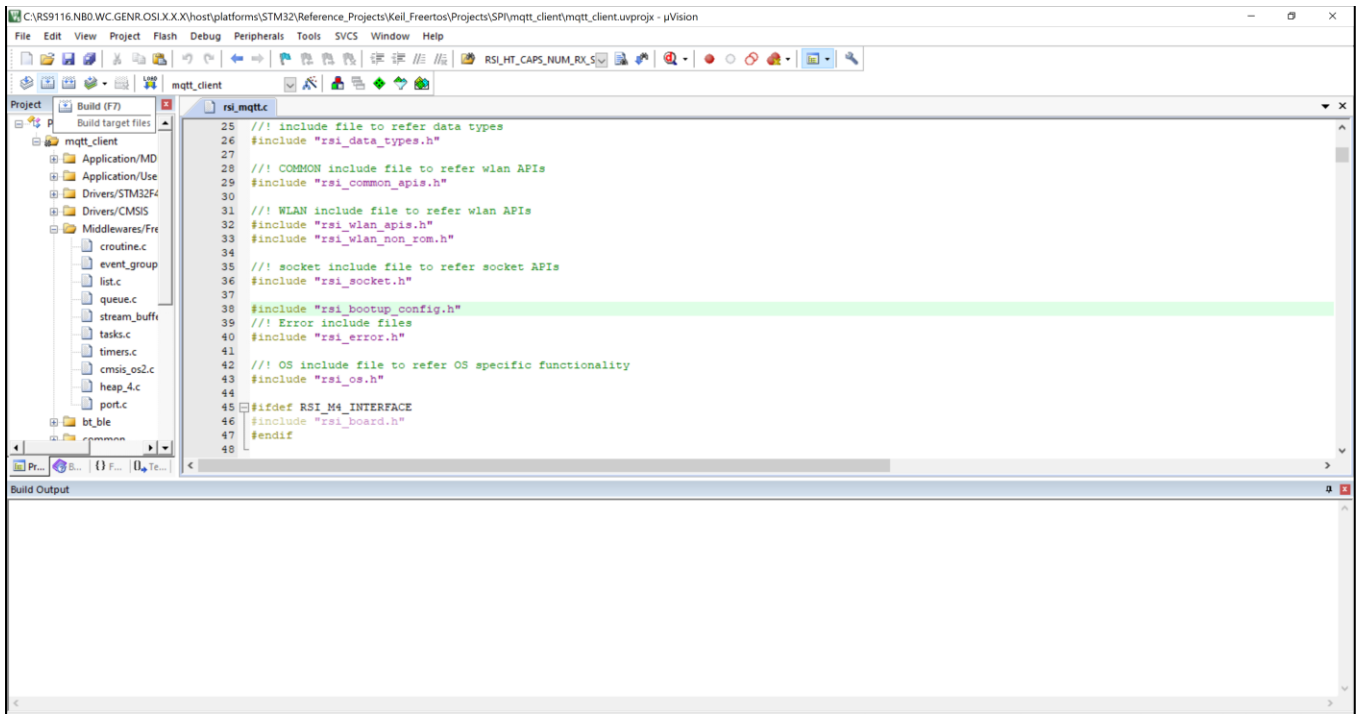 C:\RS9116.NB0.WC.GENR.OSI.X.X.X\host\platforms\STM32\Reference_Projects\Keil_Freertos\Projects\SPI\mqtt_client\mqtt_client.uvprojx - µVision
File Edit View Project Flash Debug Peripherals Tools SVCS Window Help
RSI_HT_CAPS_NUM_RX_S
LOAD mqtt_client
Project
Build (F7)
Build target files
rsi_mqtt.c
P
mqtt_client
Application/MD
Application/Use
Drivers/STM32F4
Drivers/CMSIS
Middlewares/Fre
croutine.c
event_group
list.c
queue.c
stream_buffe
tasks.c
timers.c
cmsis_os2.c
heap_4.c
port.c
bt_ble
common
Pr... B... {} F... Te...
25 //! include file to refer data types
26 #include "rsi_data_types.h"
27
28 //! COMMON include file to refer wlan APIs
29 #include "rsi_common_apis.h"
30
31 //! WLAN include file to refer wlan APIs
32 #include "rsi_wlan_apis.h"
33 #include "rsi_wlan_non_rom.h"
34
35 //! socket include file to refer socket APIs
36 #include "rsi_socket.h"
37
38 #include "rsi_bootup_config.h"
39 //! Error include files
40 #include "rsi_error.h"
41
42 //! OS include file to refer OS specific functionality
43 #include "rsi_os.h"
44
45 #ifdef RSI_M4_INTERFACE
46 #include "rsi_board.h"
47 #endif
48
Build Output